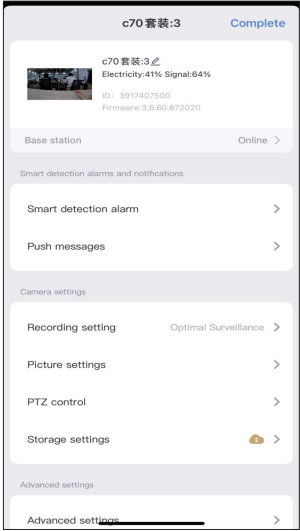 c70 套装:3
Complete
c70 套装:3
Electricity:41% Signal:64%
ID: 3917407500
Firmware:3.6.60.872020
Base station
Online
Smart detection alarms and notifications
Smart detection alarm
Push messages
Camera settings
Recording setting
Optimal Surveillance
Picture settings
PTZ control
Storage settings
Advanced settings
Advanced settings